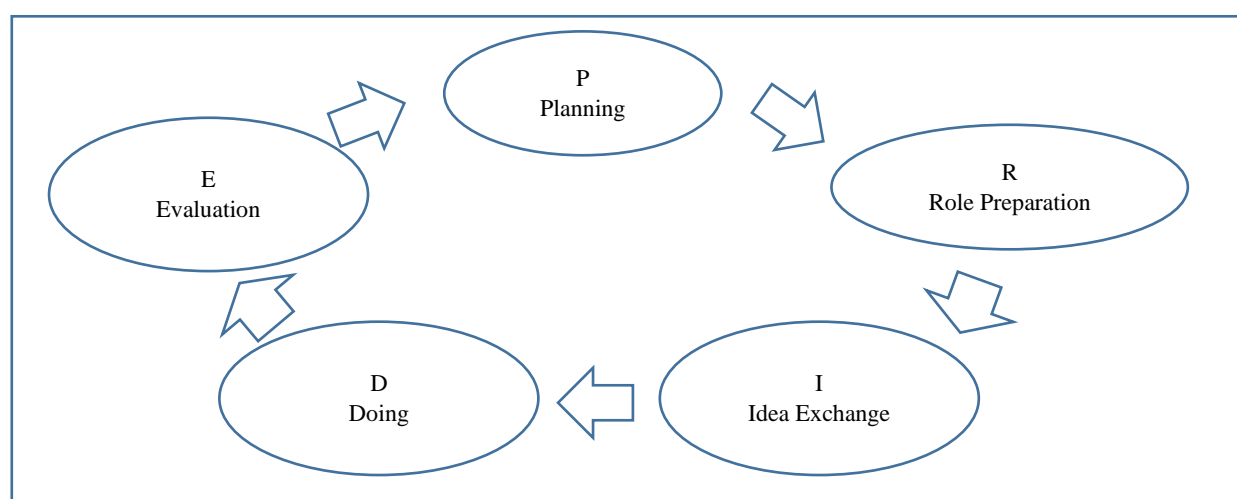 P
Planning
R
Role Preparation
I
Idea Exchange
D
Doing
E
Evaluation